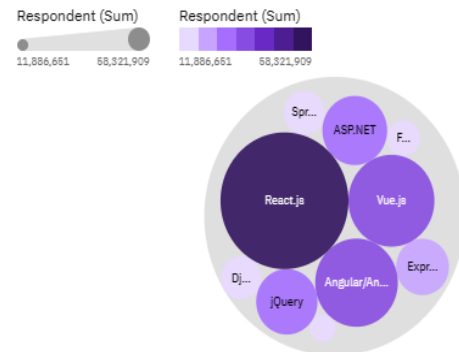 Respondent (Sum)
11,886,651 58,321,909
Respondent (Sum)
11,886,651 58,321,909
Spr...
ASP.NET
F...
React.js
Vue.js
Expr...
Dj...
Angular/An...
jQuery